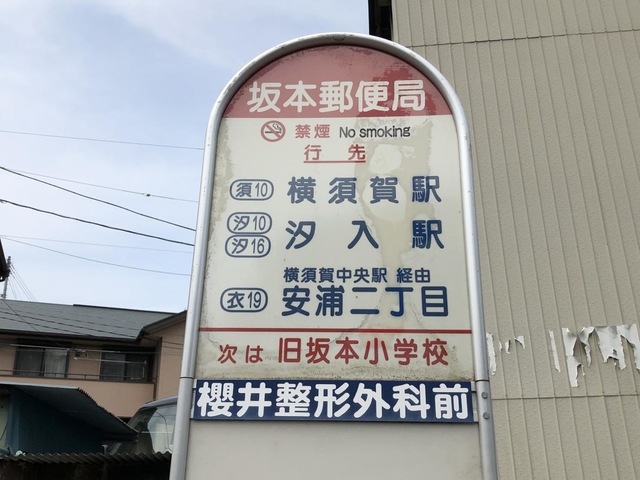 坂本郵便局
禁煙 No smoking
行先
須10 横須賀駅
汐10
汐16 汐入駅
横須賀中央駅 経由
衣19 安浦二丁目
次は 旧坂本小学校
櫻井整形外科前